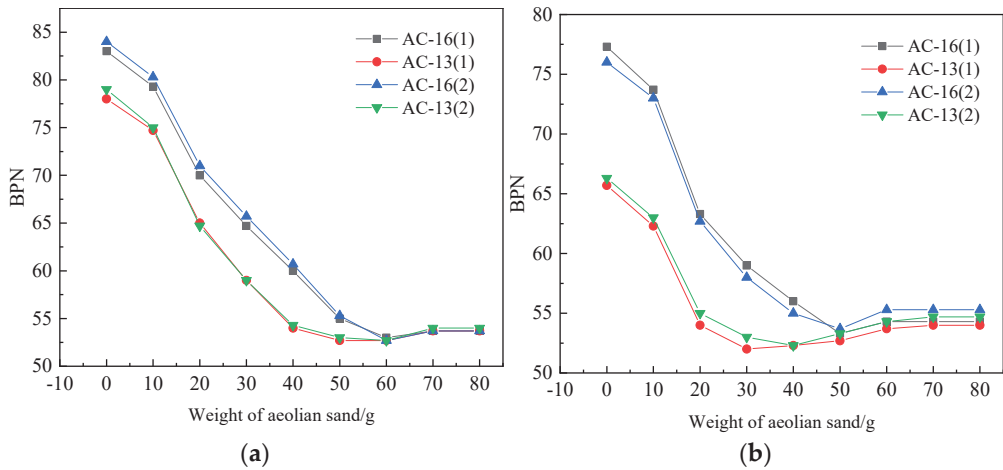 85
80
75
70
65
60
55
50
BPN
-10 0 10 20 30 40 50 60 70 80
Weight of aeolian sand/g
AC-16(1)
AC-13(1)
AC-16(2)
AC-13(2)
(a)
80
75
70
65
60
55
50
BPN
-10 0 10 20 30 40 50 60 70 80
Weight of aeolian sand/g
AC-16(1)
AC-13(1)
AC-16(2)
AC-13(2)
(b)